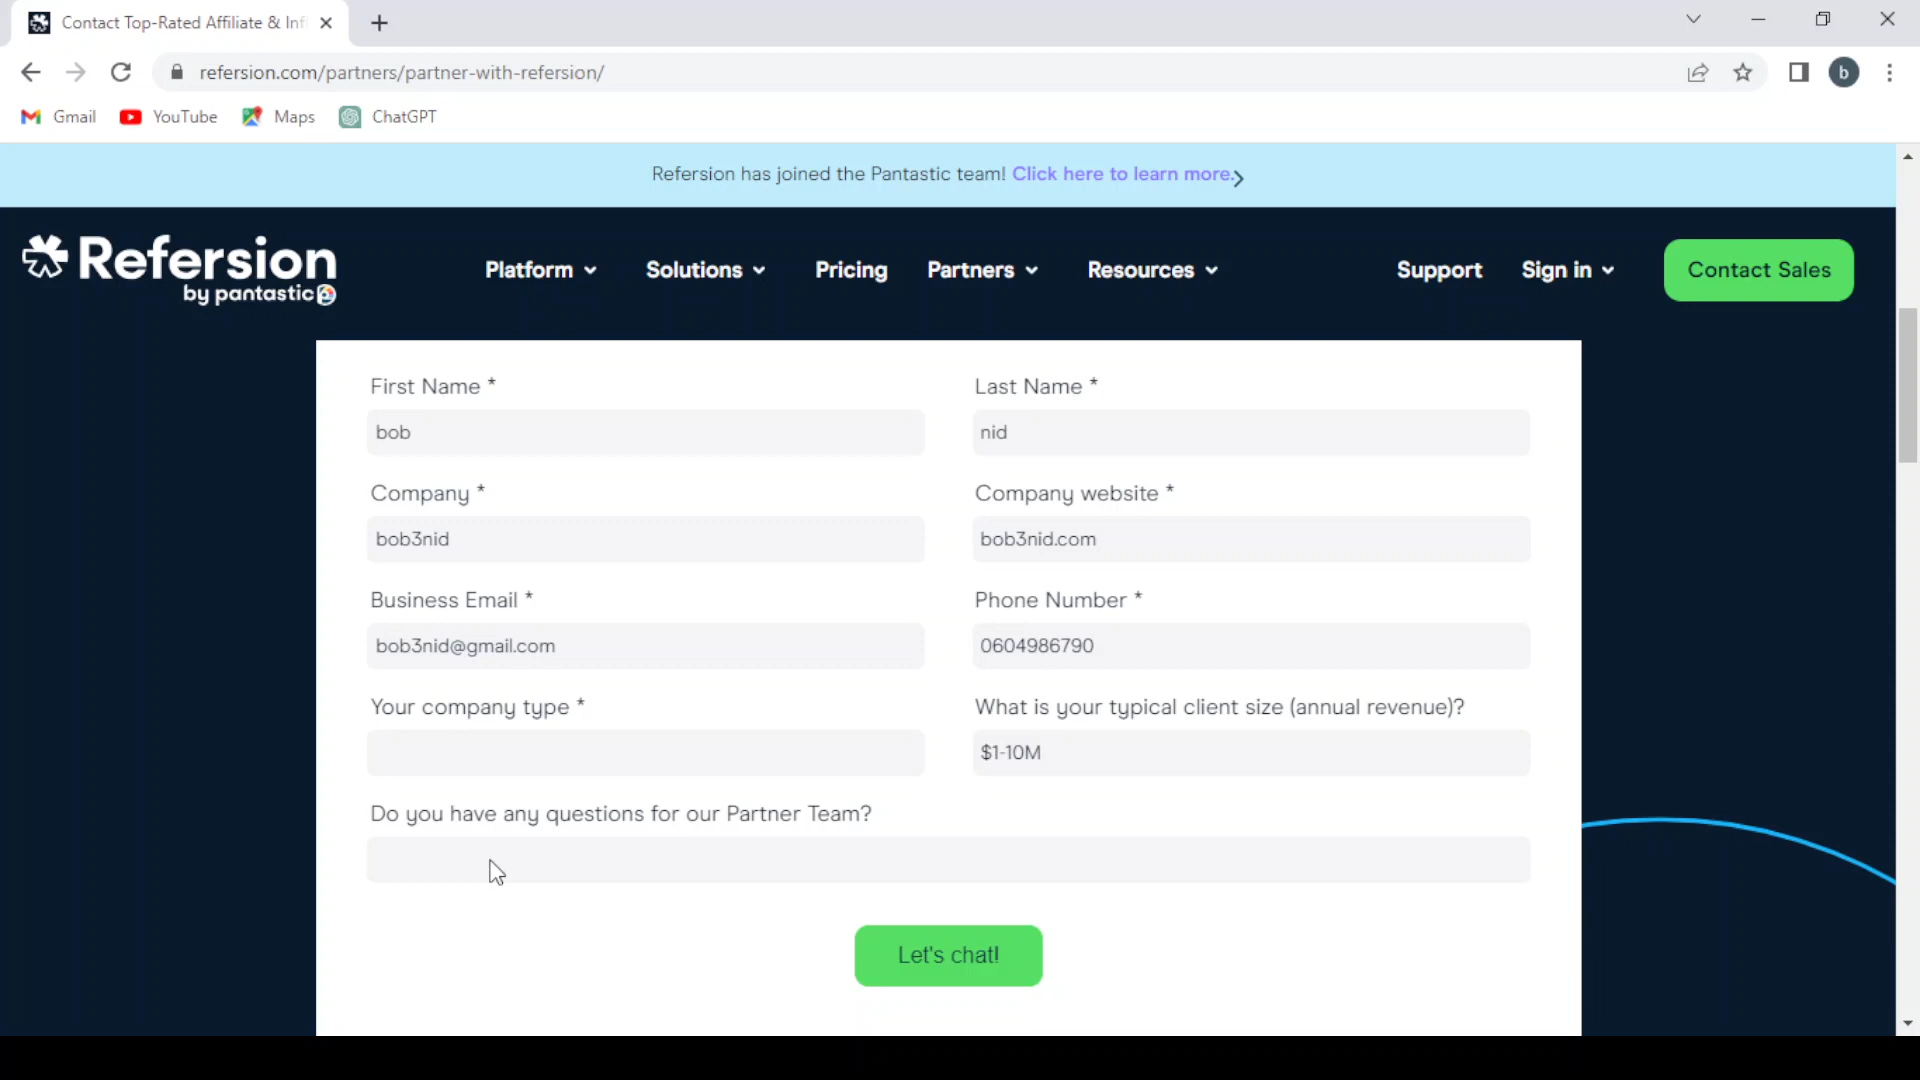 Contact Top-Rated Affiliate & Inf
refersion.com/partners/partner-with-refersion/
b
Gmail
YouTube
Maps
ChatGPT
Refersion has joined the Pantastic team! Click here to learn more.
Refersion
by pantastic
Platform
Solutions
Pricing
Partners
Resources
Support
Sign in
Contact Sales
First Name *
Last Name *
bob
nid
Company *
Company website *
bob3nid
bob3nid.com
Business Email *
Phone Number *
bob3nid@gmail.com
0604986790
Your company type *
What is your typical client size (annual revenue)?
$1-10M
Do you have any questions for our Partner Team?
Let's chat!